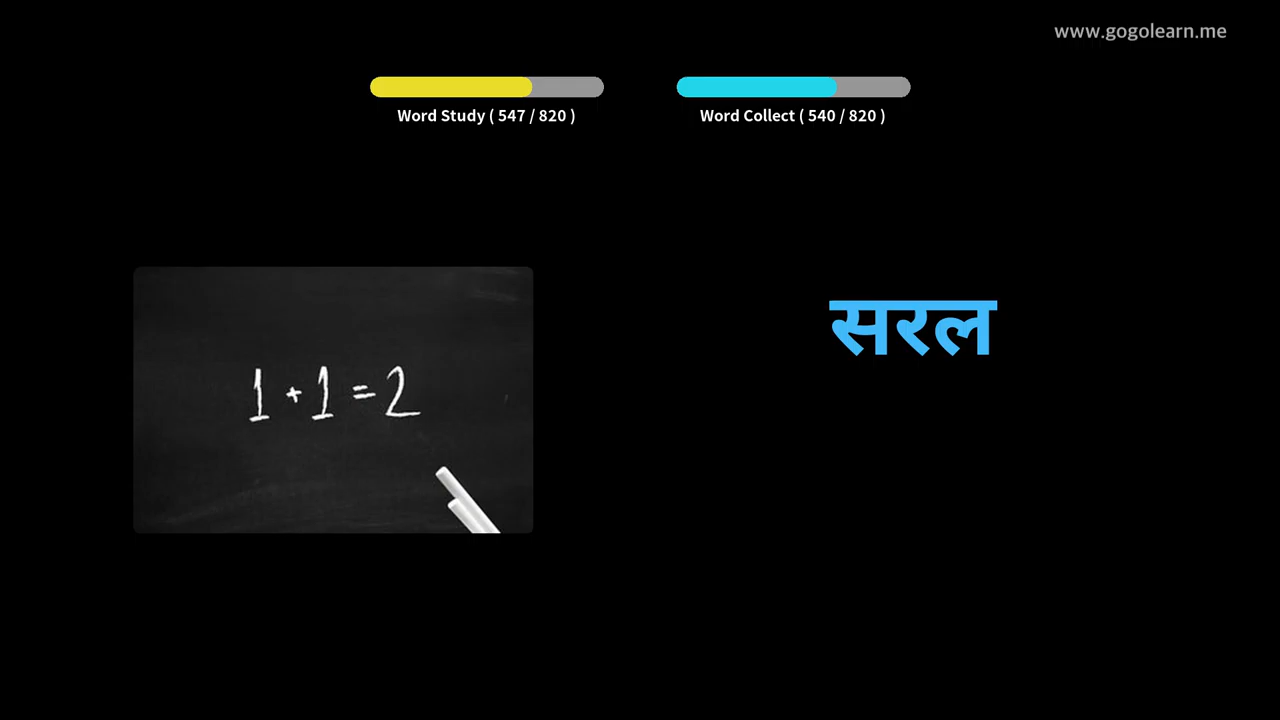 www.gogolearn.me
Word Study ( 547 / 820 )
Word Collect ( 540 / 820 )
सरल
1 + 1 = 2